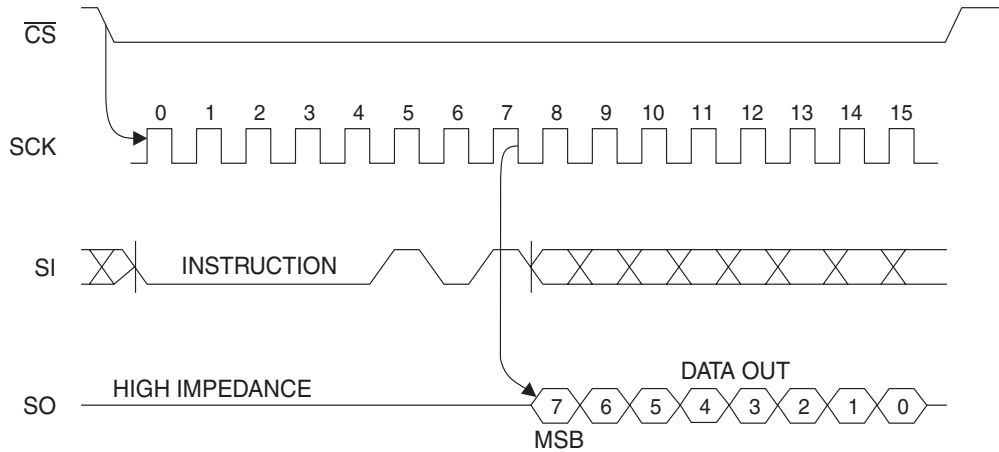 C̅S̅
0 1 2 3 4 5 6 7 8 9 10 11 12 13 14 15
SCK
SI INSTRUCTION
HIGH IMPEDANCE DATA OUT
SO 7 6 5 4 3 2 1 0
MSB